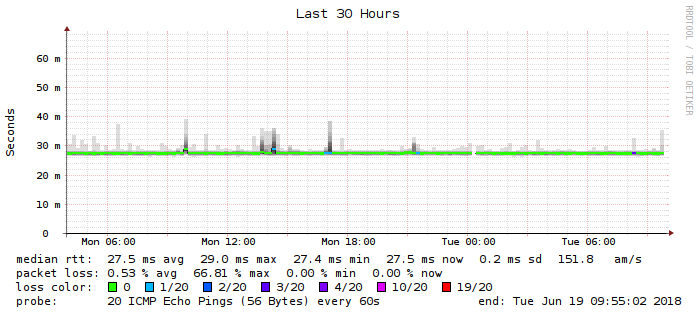 Last 30 Hours
RRDTOOL / TOBI OETIKER
Seconds
60 m
50 m
40 m
30 m
20 m
10 m
0
Mon 06:00 Mon 12:00 Mon 18:00 Tue 00:00 Tue 06:00
median rtt: 27.5 ms avg 29.0 ms max 27.4 ms min 27.5 ms now 0.2 ms sd 151.8 am/s
packet loss: 0.53 % avg 66.81 % max 0.00 % min 0.00 % now
loss color: 0 1/20 2/20 3/20 4/20 10/20 19/20
probe: 20 ICMP Echo Pings (56 Bytes) every 60s end: Tue Jun 19 09:55:02 2018